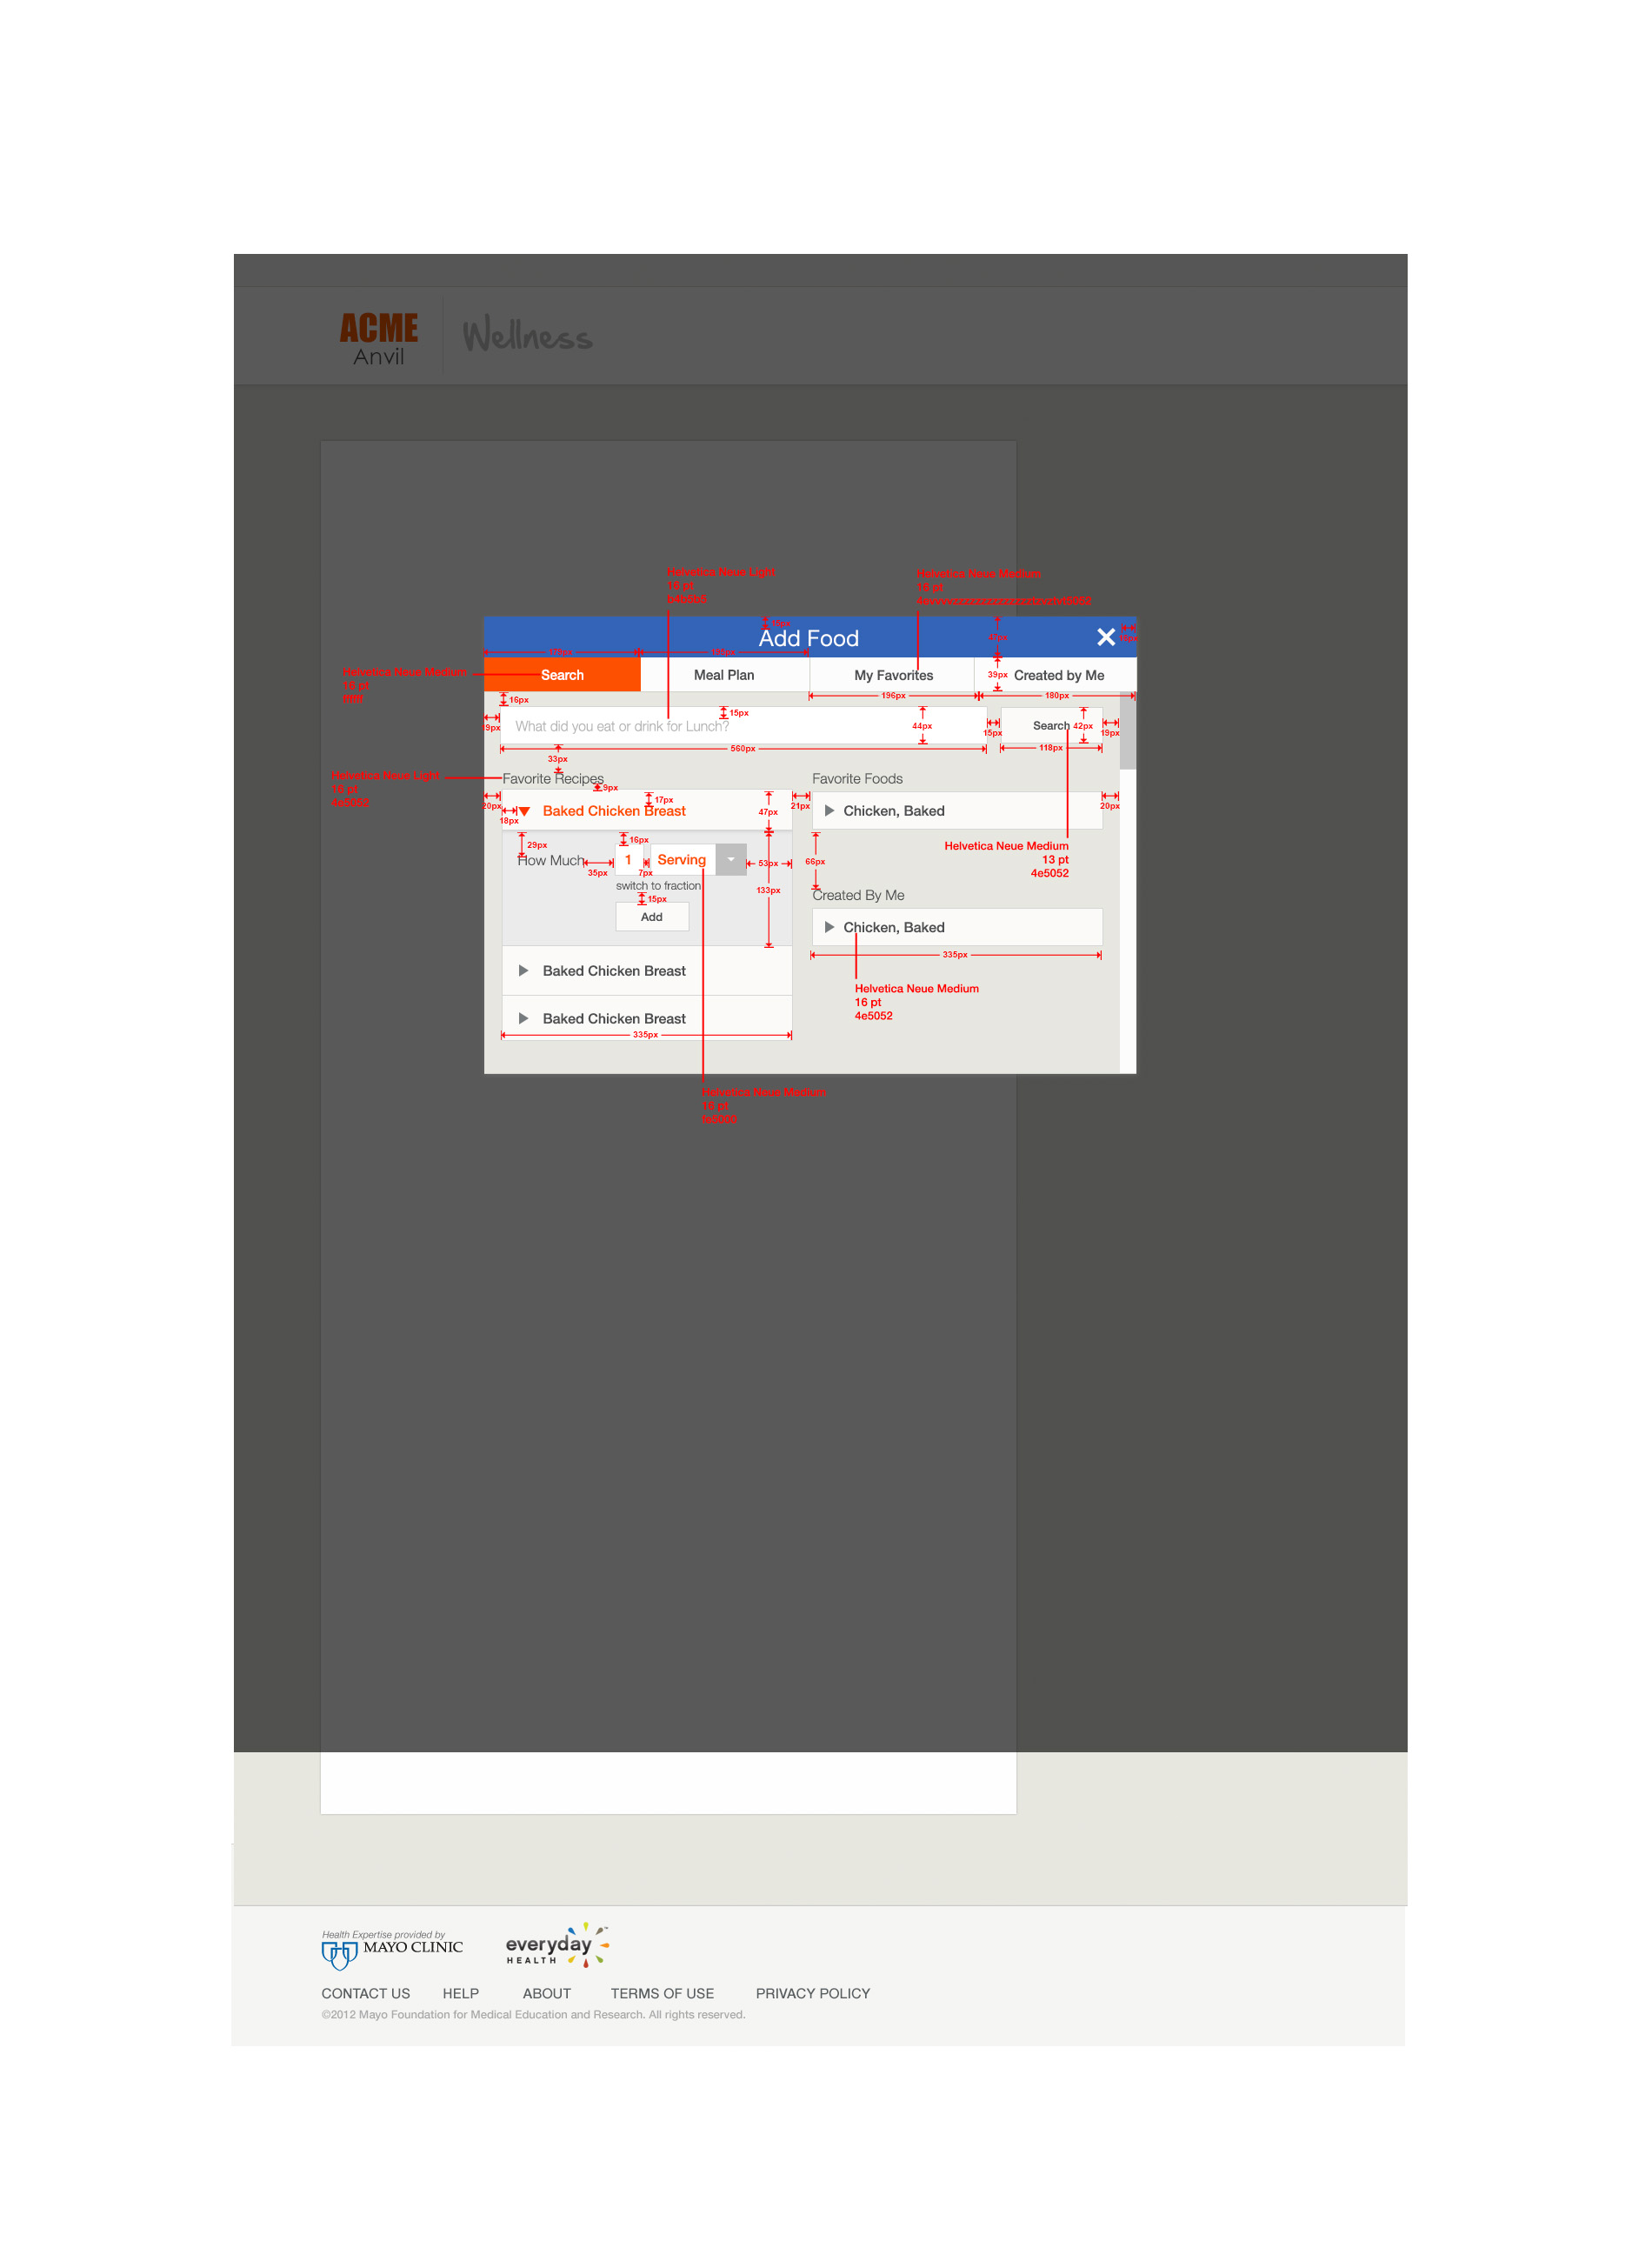 ACME
Anvil
Wellness
Helvetica Neue Light
16 pt
b4b5b5
Helvetica Neue Medium
16 pt
Add Food
47px
179px
Helvetica Neue Medium
16 pt
ffffff
Search
Meal Plan
My Favorites
39px
Created by Me
16px
196px
180px
19px
What did you eat or drink for Lunch?
15px
44px
15px
Search
42px
19px
560px
118px
33px
Helvetica Neue Light
16 pt
4e5052
Favorite Recipes
Favorite Foods
9px
20px
18px
Baked Chicken Breast
17px
47px
21px
Chicken, Baked
20px
29px
16px
How Much
35px
1
7px
Serving
53px
66px
Helvetica Neue Medium
13 pt
4e5052
switch to fraction
133px
15px
Add
Created By Me
Chicken, Baked
335px
Baked Chicken Breast
Helvetica Neue Medium
16 pt
4e5052
Baked Chicken Breast
335px
Helvetica Neue Medium
16 pt
Health Expertise provided by
MAYO CLINIC
everyday
HEALTH
CONTACT US HELP ABOUT TERMS OF USE PRIVACY POLICY
©2012 Mayo Foundation for Medical Education and Research. All rights reserved.